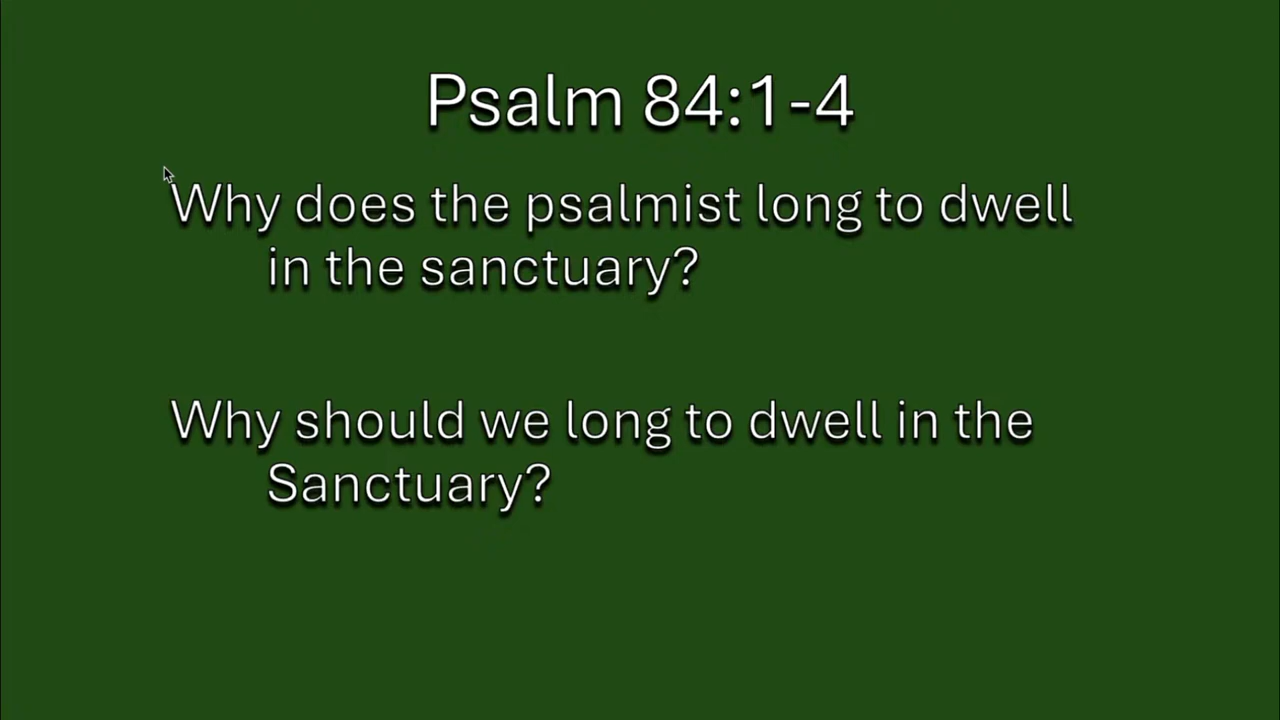 Psalm 84:1-4
Why does the psalmist long to dwell
in the sanctuary?
Why should we long to dwell in the
Sanctuary?